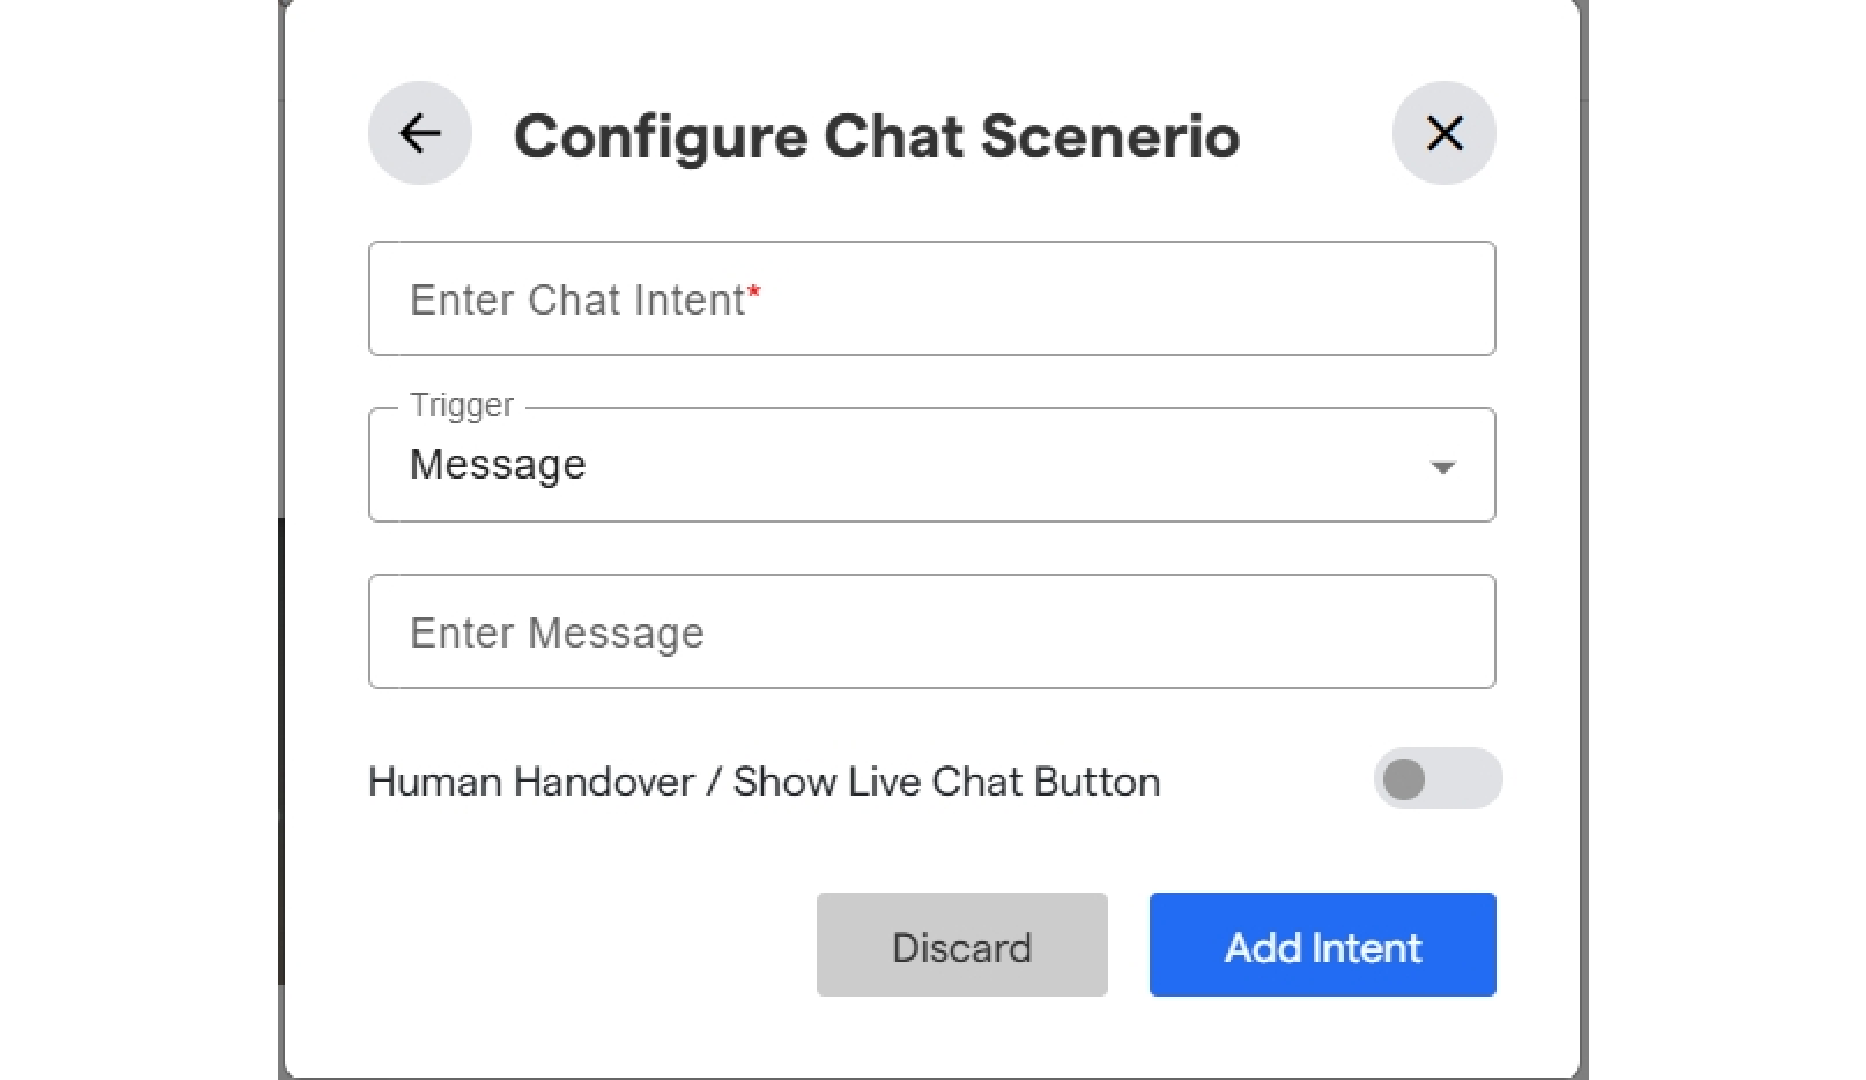 Configure Chat Scenerio
Enter Chat Intent*
Trigger
Message
Enter Message
Human Handover / Show Live Chat Button
Discard
Add Intent